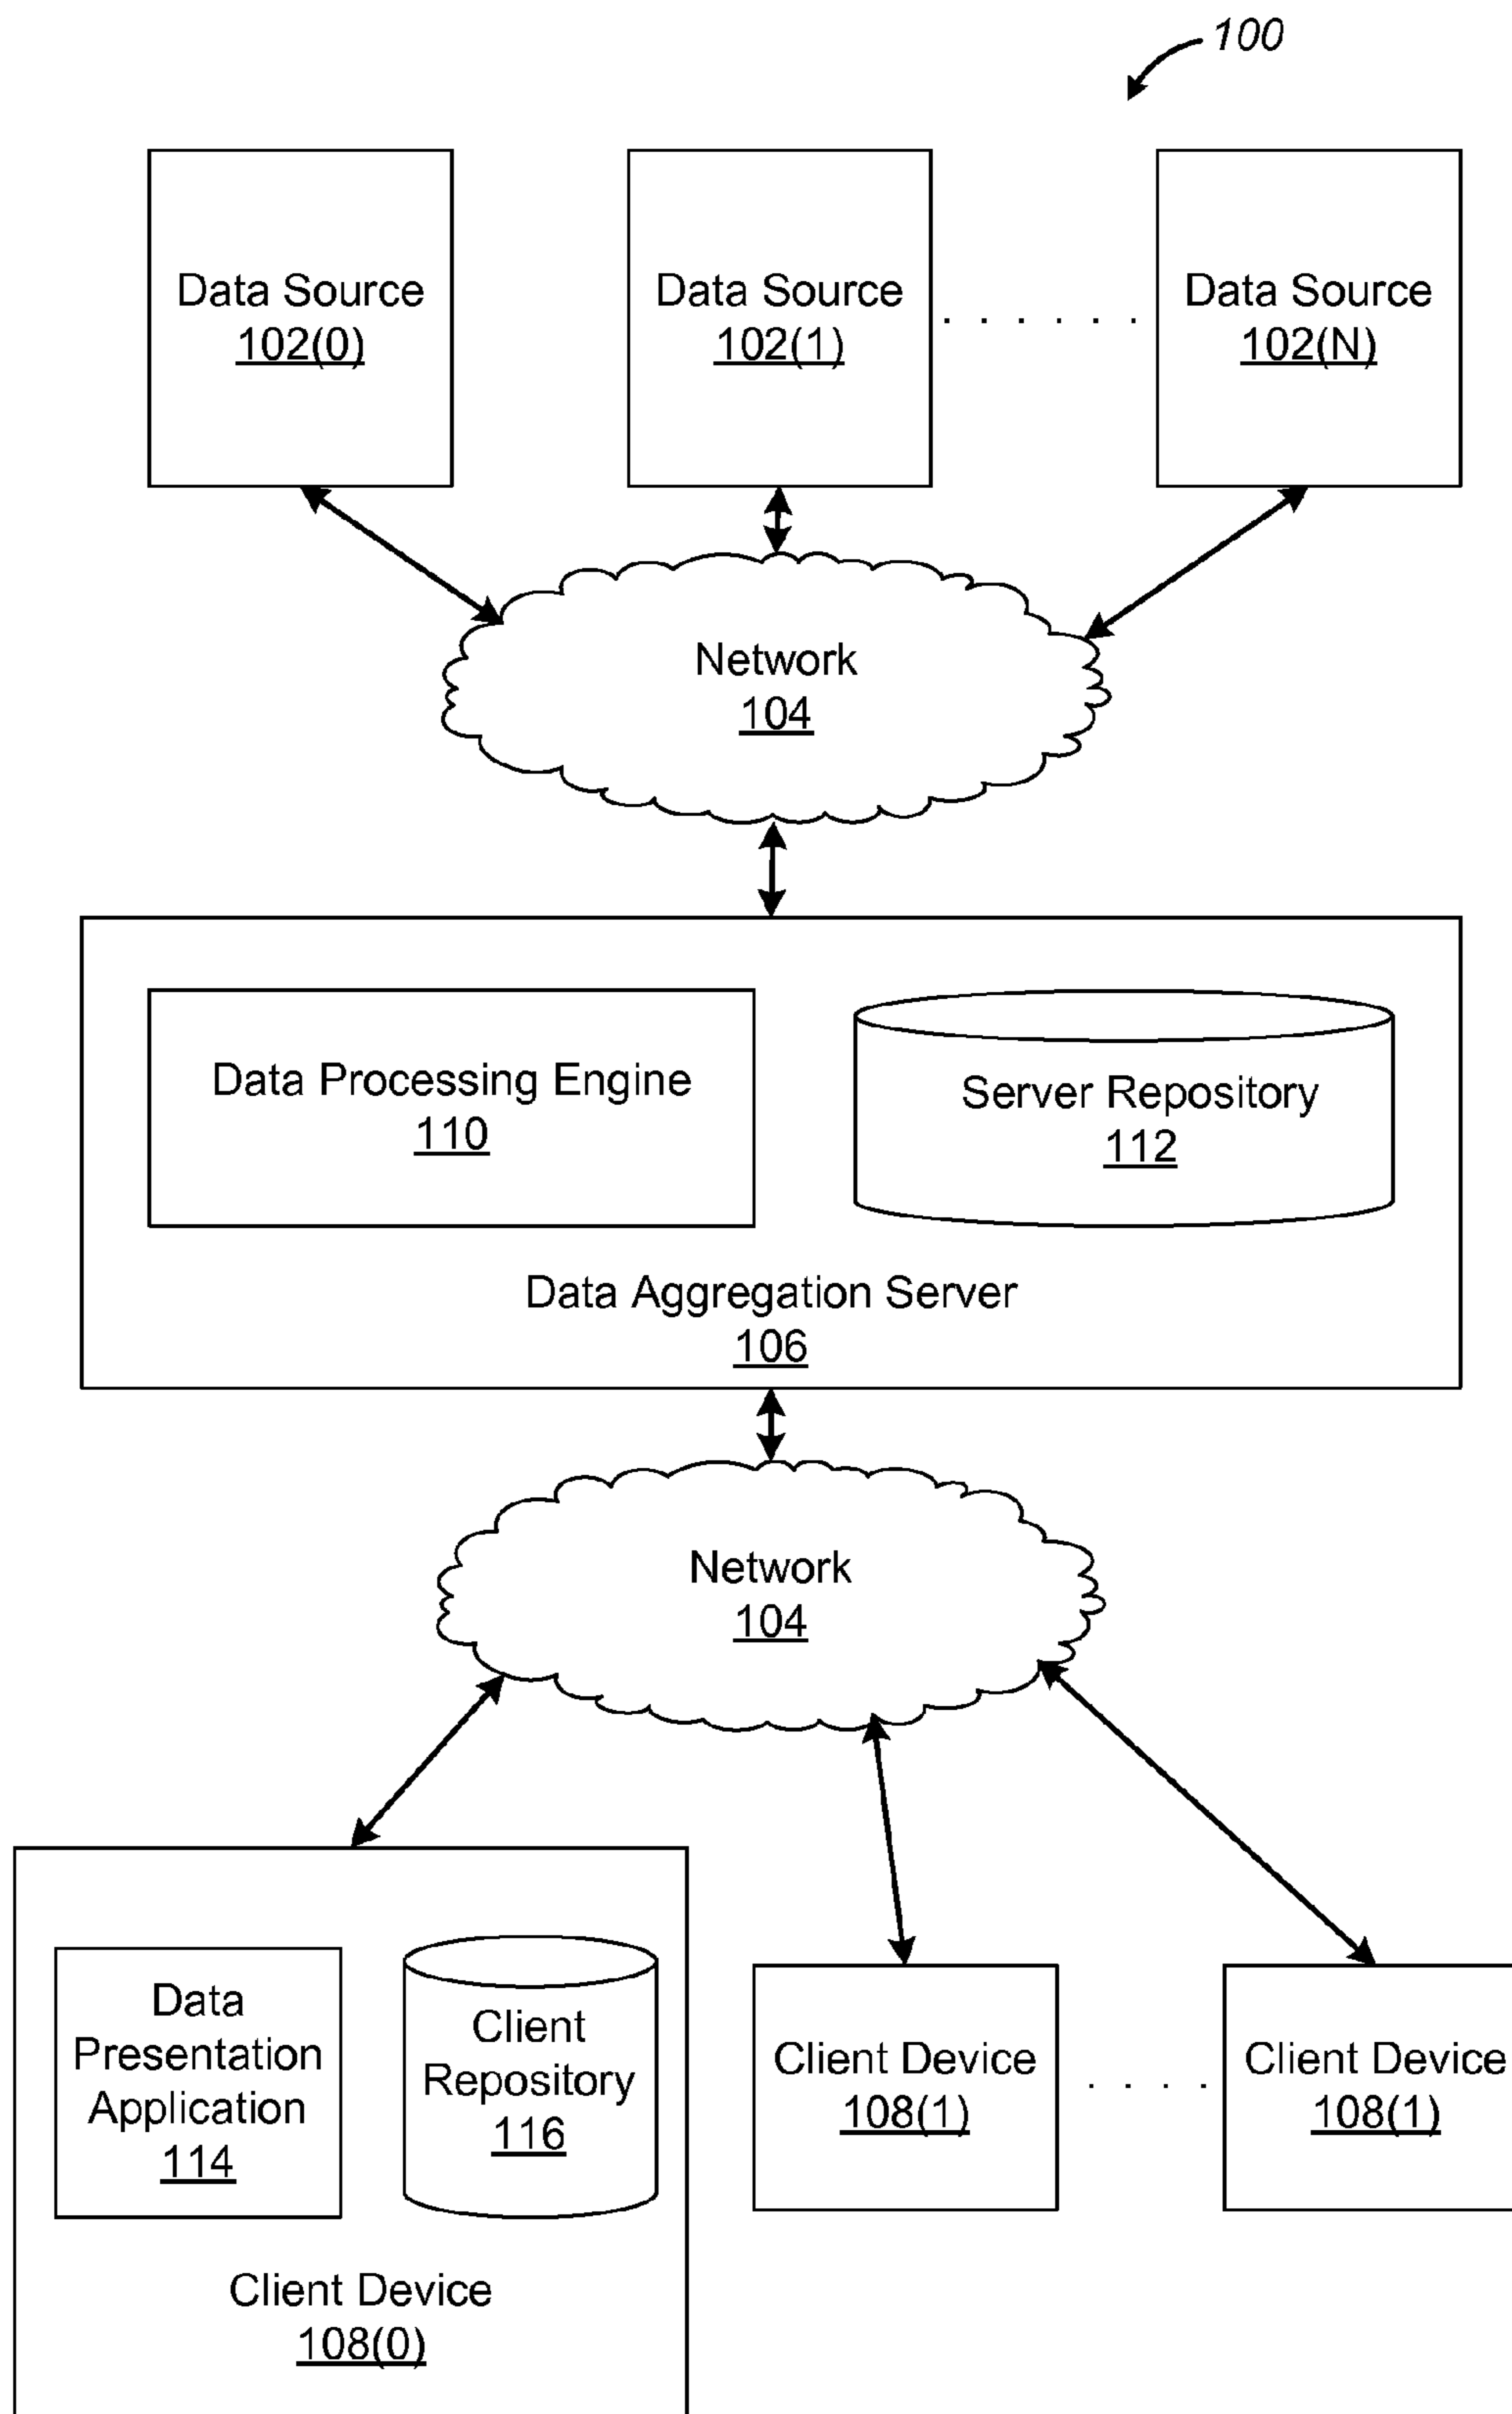 100
Data Source
102(0)
Data Source
102(1)
. . . . . .
Data Source
102(N)
Network
104
Data Processing Engine
110
Server Repository
112
Data Aggregation Server
106
Network
104
Data
Presentation
Application
114
Client
Repository
116
Client Device
108(0)
Client Device
108(1)
. . . .
Client Device
108(1)